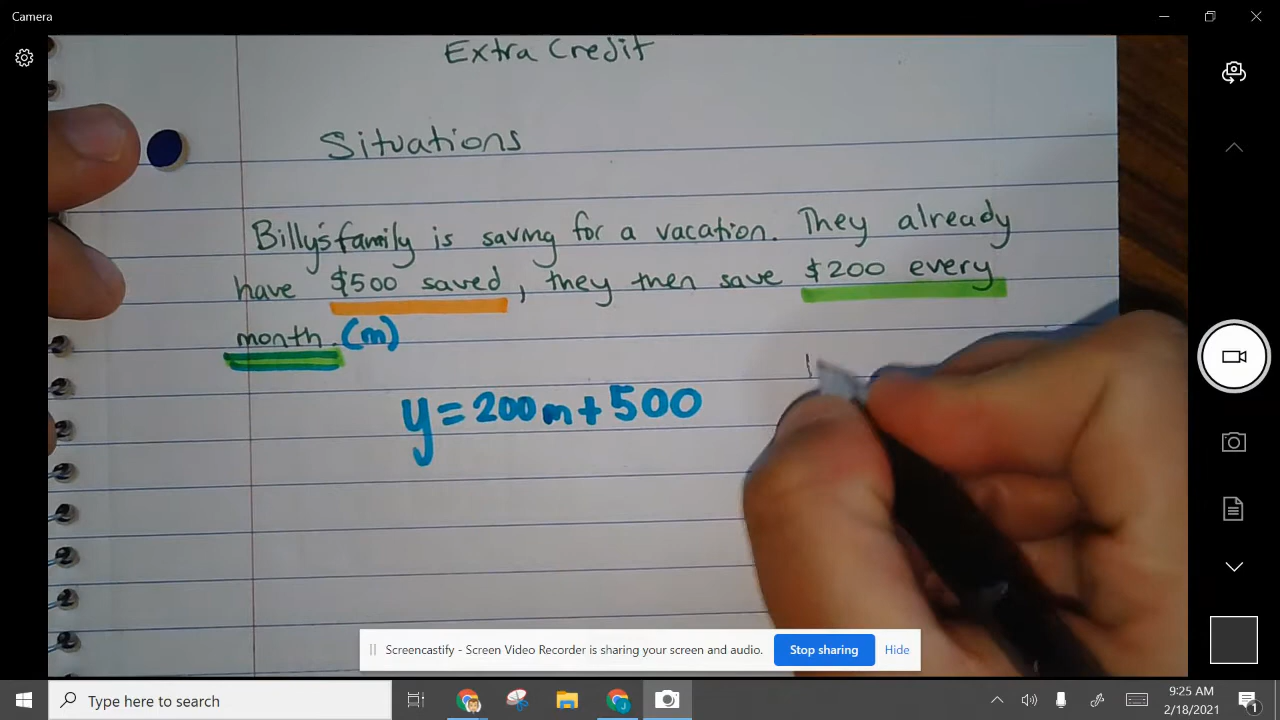 Camera
Extra Credit
Situations
Billy's family is saving for a vacation. They already
have $500 saved, they then save $200 every
month. (m)
y=200m+500
Screencastify - Screen Video Recorder is sharing your screen and audio.
Stop sharing
Hide
Type here to search
9:25 AM
2/18/2021
1